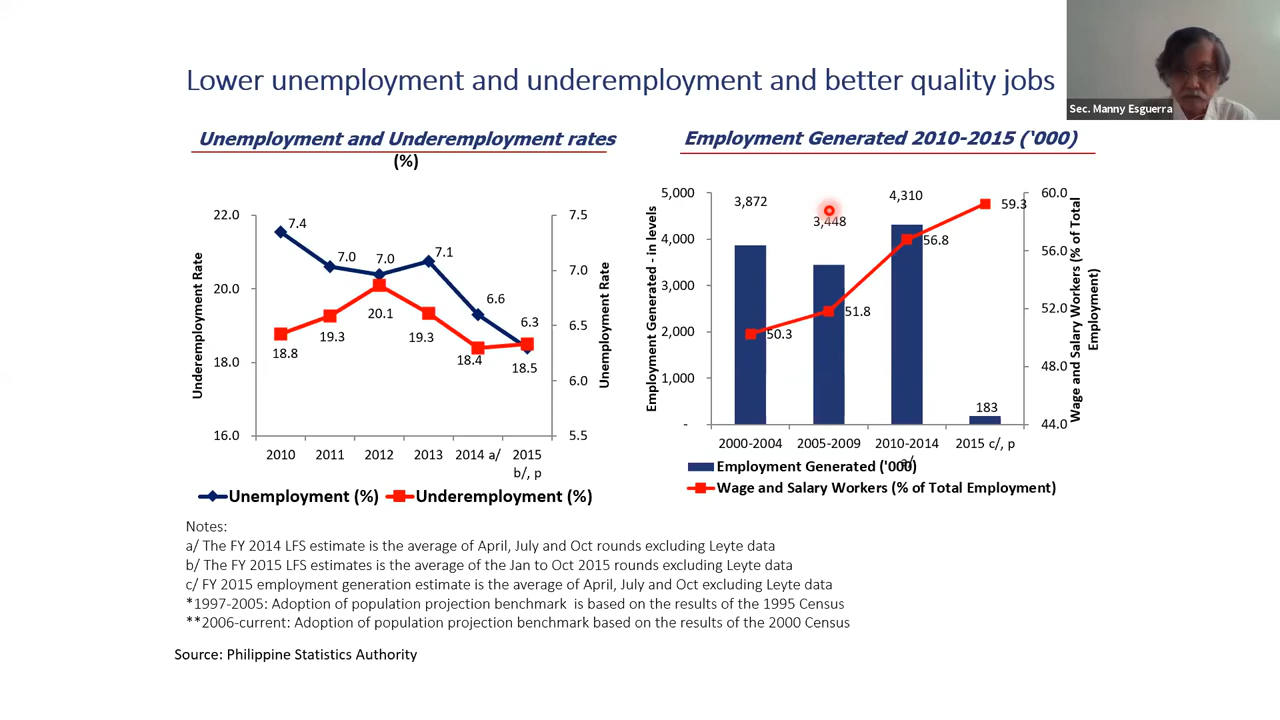 Lower unemployment and underemployment and better quality jobs
Sec. Manny Esguerra
Unemployment and Underemployment rates
(%)
22.0
20.0
18.0
16.0
Underemployment Rate
7.4
7.0
7.0
7.1
6.6
6.3
18.8
19.3
20.1
19.3
18.4
18.5
7.5
7.0
6.5
6.0
5.5
Unemployment Rate
2010
2011
2012
2013
2014 a/
2015
b/, p
Unemployment (%)
Underemployment (%)
Employment Generated 2010-2015 ('000)
Employment Generated - in levels
5,000
4,000
3,000
2,000
1,000
-
3,872
3,448
4,310
183
50.3
51.8
56.8
59.3
60.0
56.0
52.0
48.0
44.0
Wage and Salary Workers (% of Total
Employment)
2000-2004
2005-2009
2010-2014
a/
2015 c/, p
Employment Generated ('000)
Wage and Salary Workers (% of Total Employment)
Notes:
a/ The FY 2014 LFS estimate is the average of April, July and Oct rounds excluding Leyte data
b/ The FY 2015 LFS estimates is the average of the Jan to Oct 2015 rounds excluding Leyte data
c/ FY 2015 employment generation estimate is the average of April, July and Oct excluding Leyte data
*1997-2005: Adoption of population projection benchmark is based on the results of the 1995 Census
**2006-current: Adoption of population projection benchmark based on the results of the 2000 Census
Source: Philippine Statistics Authority